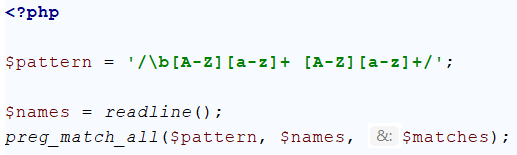 <?php
$pattern = '/\b[A-Z][a-z]+ [A-Z][a-z]+/';
$names = readline();
preg_match_all($pattern, $names, &: $matches);